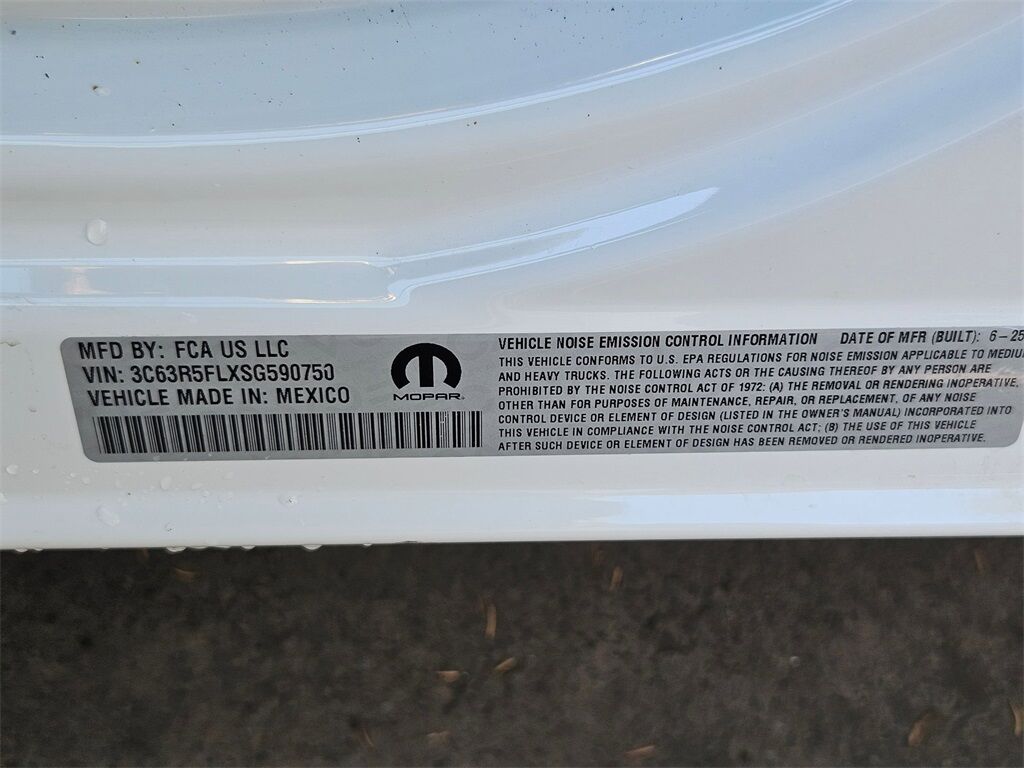 MFD BY: FCA US LLC
VIN: 3C63R5FLXSG590750
VEHICLE MADE IN: MEXICO
MOPAR
VEHICLE NOISE EMISSION CONTROL INFORMATION DATE OF MFR (BUILT): 6-25
THIS VEHICLE CONFORMS TO U.S. EPA REGULATIONS FOR NOISE EMISSION APPLICABLE TO MEDIU
AND HEAVY TRUCKS. THE FOLLOWING ACTS OR THE CAUSING THEREOF BY ANY PERSON ARE
PROHIBITED BY THE NOISE CONTROL ACT OF 1972: (A) THE REMOVAL OR RENDERING INOPERATIVE,
OTHER THAN FOR PURPOSES OF MAINTENANCE, REPAIR, OR REPLACEMENT, OF ANY NOISE
CONTROL DEVICE OR ELEMENT OF DESIGN (LISTED IN THE OWNER'S MANUAL) INCORPORATED INTO
THIS VEHICLE IN COMPLIANCE WITH THE NOISE CONTROL ACT; (B) THE USE OF THIS VEHICLE
AFTER SUCH DEVICE OR ELEMENT OF DESIGN HAS BEEN REMOVED OR RENDERED INOPERATIVE.